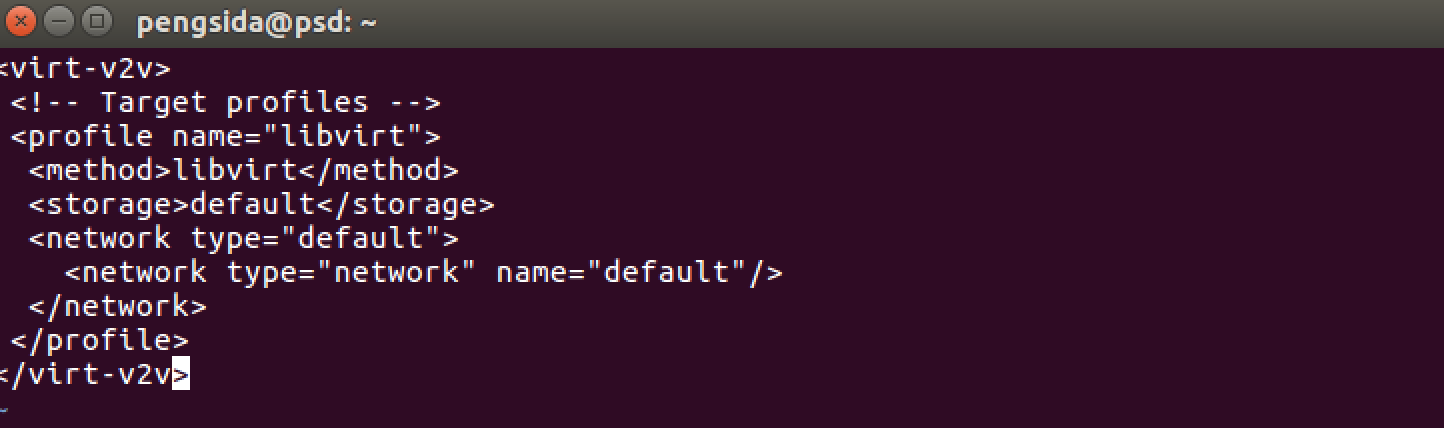 pengsida@psd: ~
<virt-v2v>
 <!-- Target profiles -->
 <profile name="libvirt">
  <method>libvirt</method>
  <storage>default</storage>
  <network type="default">
    <network type="network" name="default"/>
  </network>
 </profile>
</virt-v2v>
~